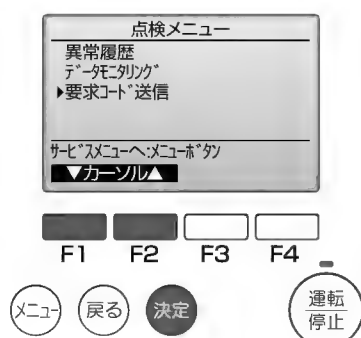 点検メニュー
異常履歴
データモニタリング
▶要求コード送信
サービスメニューへ:メニューボタン
▼カーソル▲
F1 F2 F3 F4
メニュー 戻る 決定 運転
停止